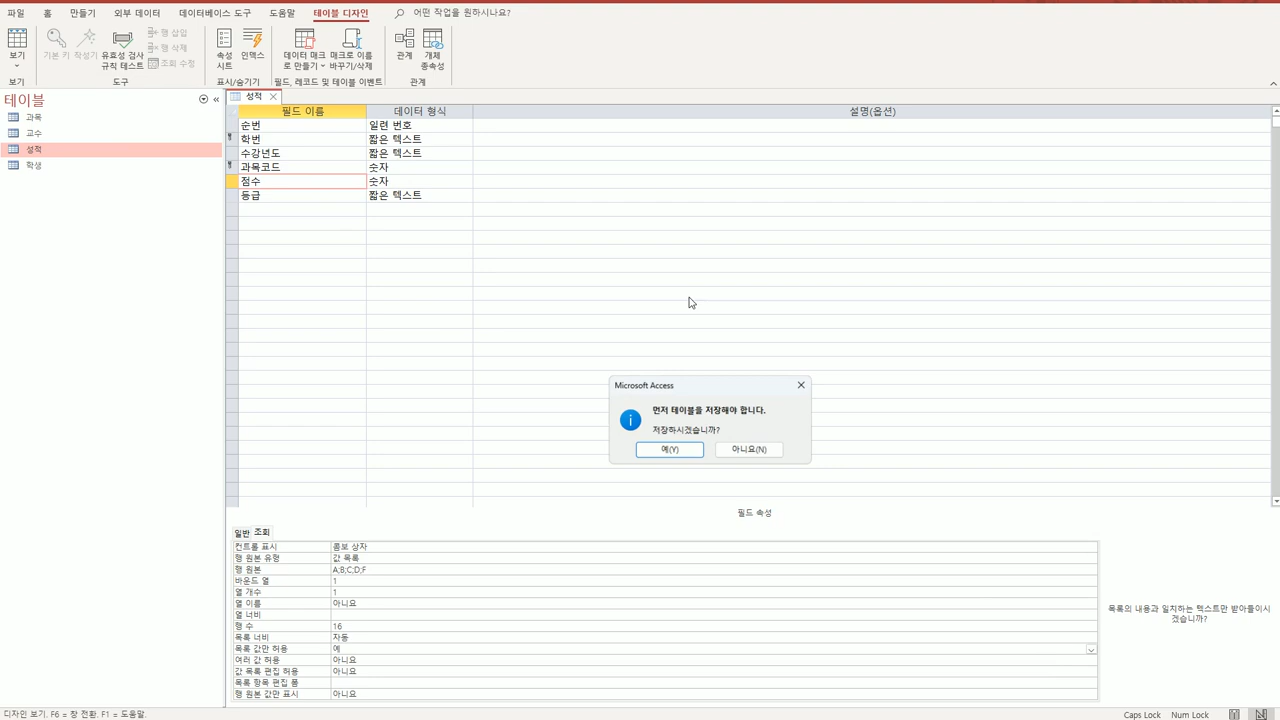 파일 홈 만들기 외부 데이터 데이터베이스 도구 도움말 테이블 디자인 어떤 작업을 원하시나요?
보기
기본 키
작성기
유효성 검사
규칙 테스트
행 삽입
행 삭제
조회 수정
속성
시트
인덱스
데이터 매크
로 만들기
매크로 이름
바꾸기/삭제
관계
개체
종속성
보기 도구 표시/숨기기 필드, 레코드 및 테이블 이벤트 관계
테이블
과목
교수
성적
학생
성적
필드 이름 데이터 형식 설명(옵션)
순번 일련 번호
학번 짧은 텍스트
수강년도 짧은 텍스트
과목코드 숫자
점수 숫자
등급 짧은 텍스트
Microsoft Access
먼저 테이블을 저장해야 합니다.
저장하시겠습니까?
예(Y) 아니요(N)
필드 속성
일반 조회
컨트롤 표시 콤보 상자
행 원본 유형 값 목록
행 원본 A;B;C;D;F
바운드 열 1
열 개수 1
열 이름 아니요
열 너비
행 수 16
목록 너비 자동
목록 값만 허용 예
여러 값 허용 아니요
값 목록 편집 허용 아니요
목록 항목 편집 폼
행 원본 값만 표시 아니요
목록의 내용과 일치하는 텍스트만 받아들이시
겠습니까?
디자인 보기. F6 = 창 전환. F1 = 도움말.
Caps Lock Num Lock